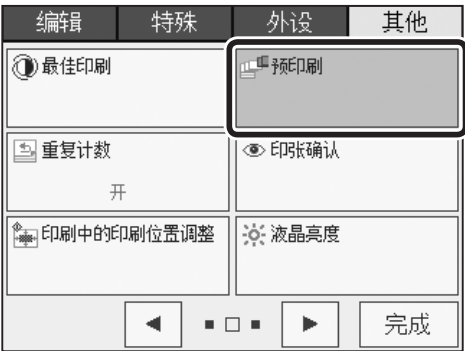 编辑 特殊 外设 其他
最佳印刷 预印刷
重复计数 印张确认
开
印刷中的印刷位置调整 液晶亮度
完成